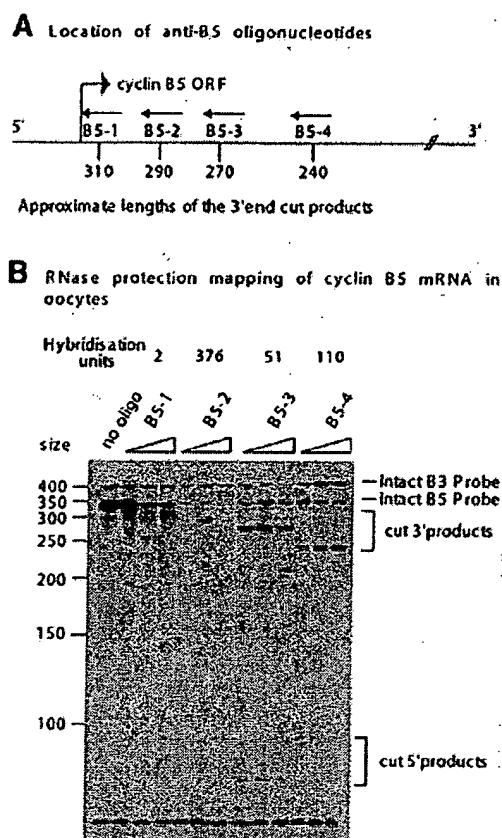 A Location of anti-B5 oligonucleotides
cyclin B5 ORF
5' B5-1 B5-2 B5-3 B5-4 3'
310 290 270 240
Approximate lengths of the 3'end cut products
B RNase protection mapping of cyclin B5 mRNA in
oocytes
Hybridisation
units 2 376 51 110
size no oligo B5-1 B5-2 B5-3 B5-4
400 Intact B3 Probe
350 Intact B5 Probe
300 cut 3'products
250
200
150
100
cut 5'products